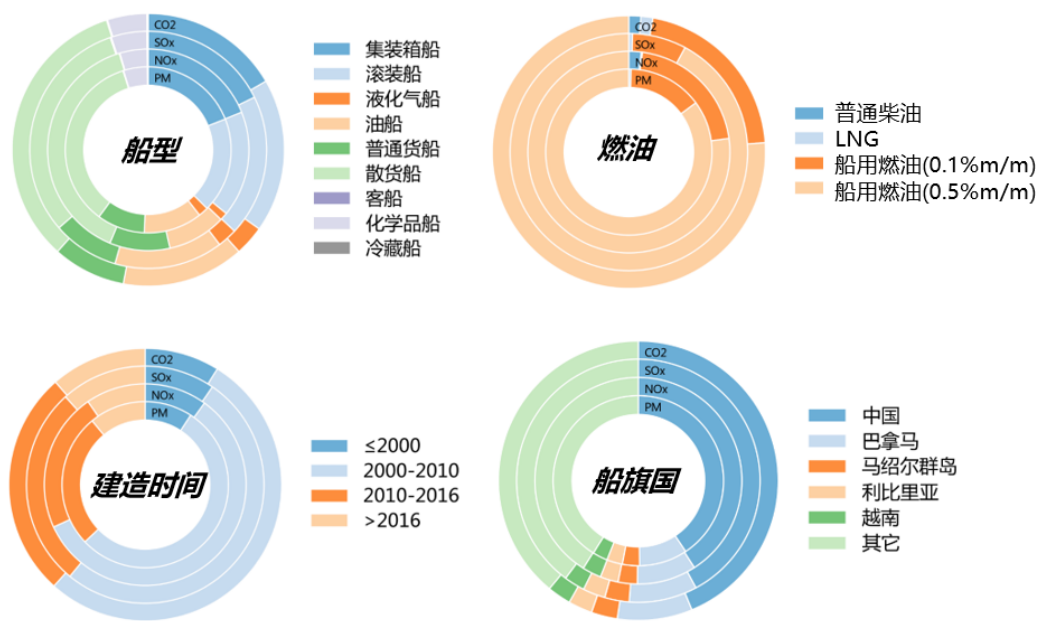 CO2
SOx
NOx
PM
船型
集装箱船
滚装船
液化气船
油船
普通货船
散货船
客船
化学品船
冷藏船
CO2
SOx
NOx
PM
燃油
普通柴油
LNG
船用燃油(0.1%m/m)
船用燃油(0.5%m/m)
CO2
SOx
NOx
PM
建造时间
≤2000
2000-2010
2010-2016
>2016
CO2
SOx
NOx
PM
船旗国
中国
巴拿马
马绍尔群岛
利比里亚
越南
其它